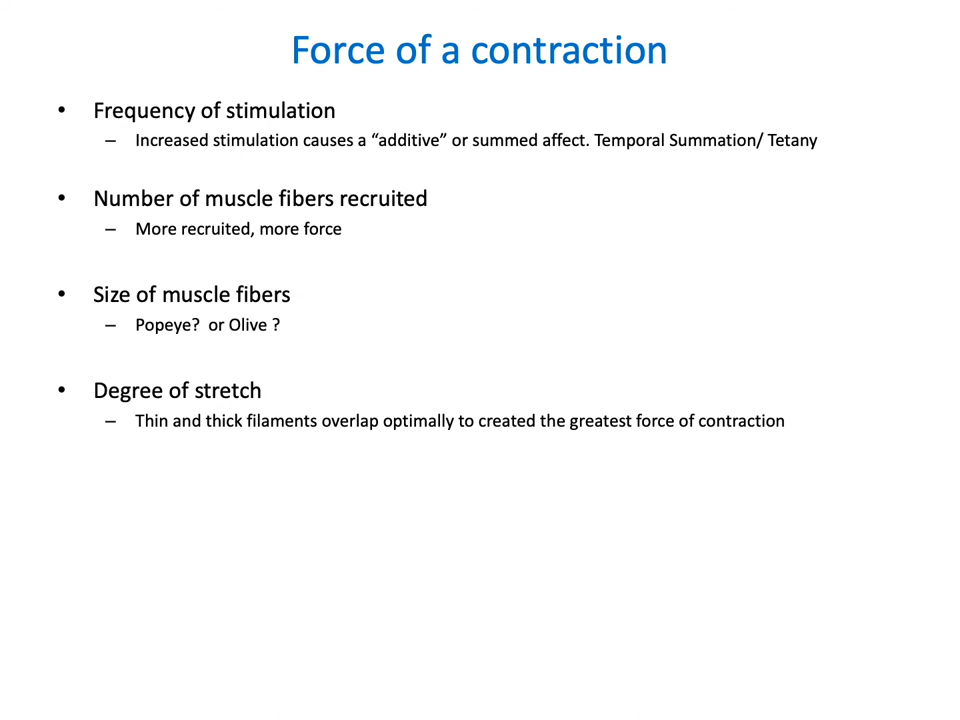 Force of a contraction
• Frequency of stimulation
– Increased stimulation causes a “additive” or summed affect. Temporal Summation/ Tetany
• Number of muscle fibers recruited
– More recruited, more force
• Size of muscle fibers
– Popeye?  or Olive ?
• Degree of stretch
– Thin and thick filaments overlap optimally to created the greatest force of contraction